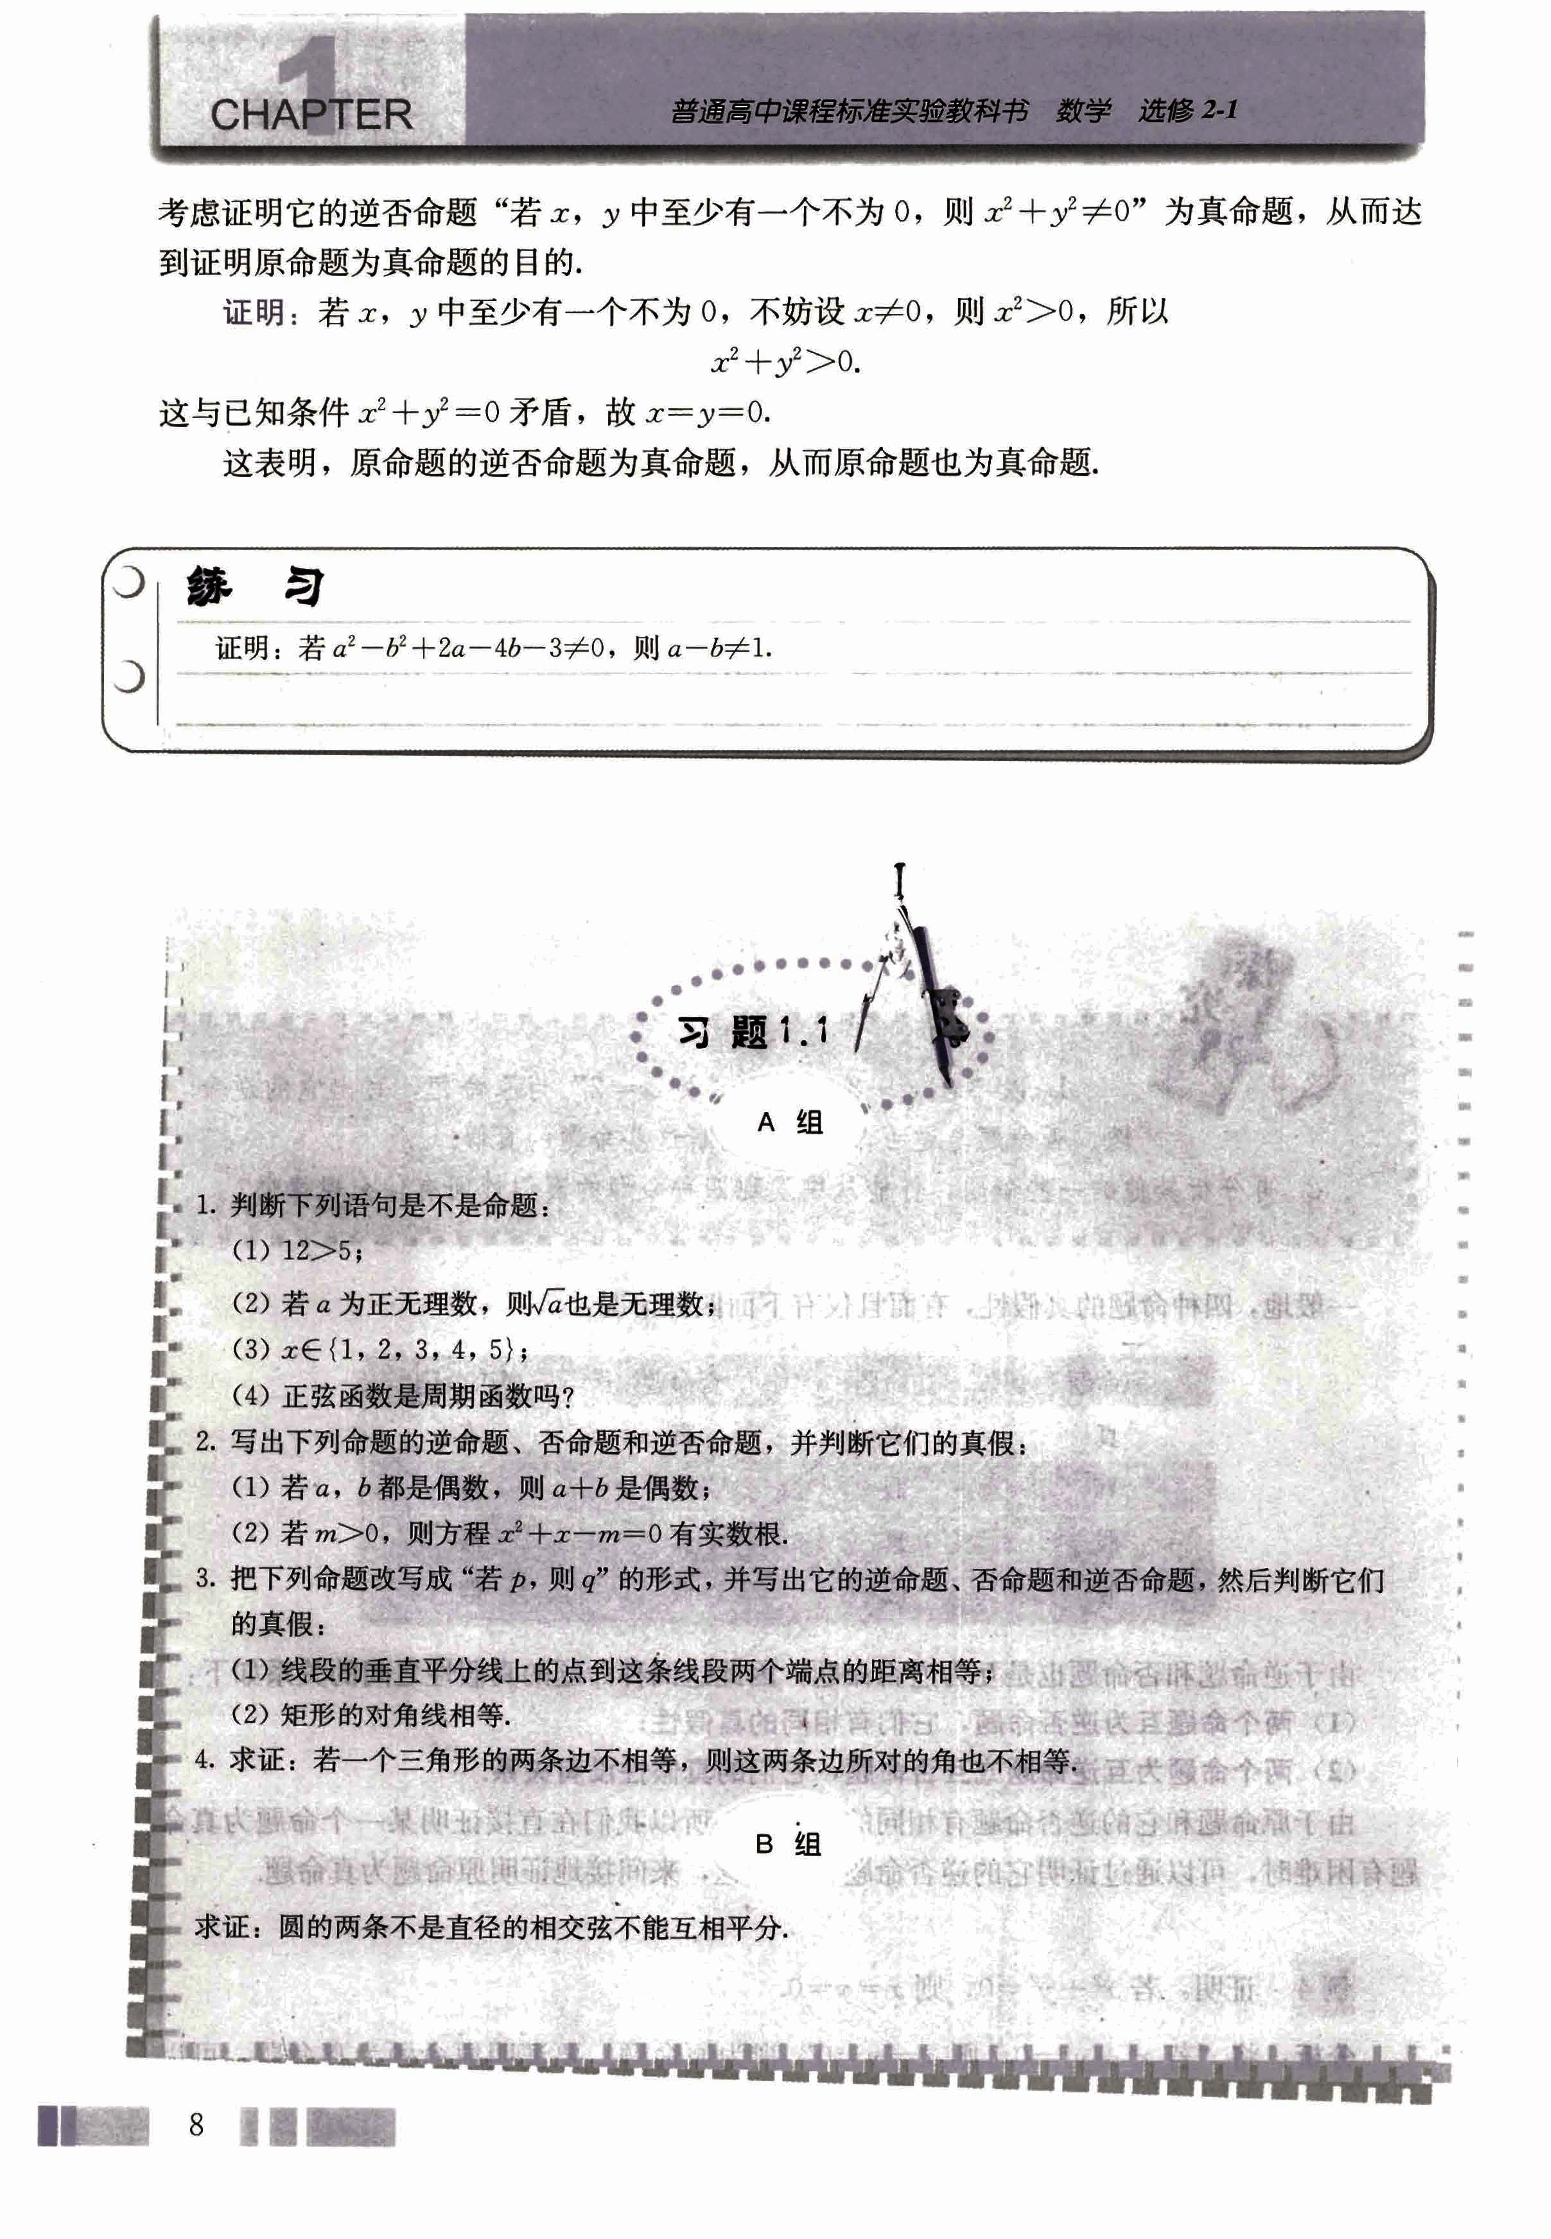 1
CHAPTER
普通高中课程标准实验教科书 数学 选修 2-1
考虑证明它的逆否命题“若 x，y 中至少有一个不为 0，则 x²+y²≠0”为真命题，从而达
到证明原命题为真命题的目的.
证明：若 x，y 中至少有一个不为 0，不妨设 x≠0，则 x²>0，所以
x²+y²>0.
这与已知条件 x²+y²=0 矛盾，故 x=y=0.
这表明，原命题的逆否命题为真命题，从而原命题也为真命题.
练 习
证明：若 a²-b²+2a-4b-3≠0，则 a-b≠1.
习 题 1.1
A 组
1. 判断下列语句是不是命题：
(1) 12>5；
(2) 若 a 为正无理数，则√a也是无理数；
(3) x∈{1，2，3，4，5}；
(4) 正弦函数是周期函数吗？
2. 写出下列命题的逆命题、否命题和逆否命题，并判断它们的真假：
(1) 若 a，b 都是偶数，则 a+b 是偶数；
(2) 若 m>0，则方程 x²+x-m=0 有实数根.
3. 把下列命题改写成“若 p，则 q”的形式，并写出它的逆命题、否命题和逆否命题，然后判断它们
的真假：
(1) 线段的垂直平分线上的点到这条线段两个端点的距离相等；
(2) 矩形的对角线相等.
4. 求证：若一个三角形的两条边不相等，则这两条边所对的角也不相等.
B 组
求证：圆的两条不是直径的相交弦不能互相平分.
8